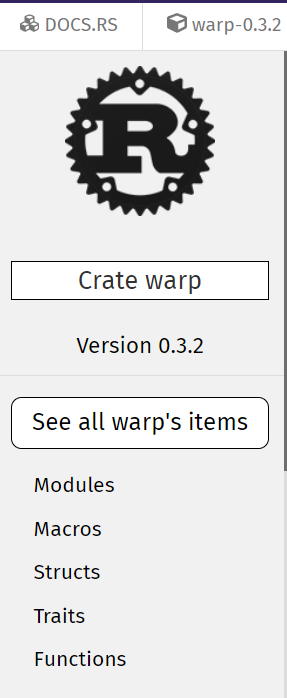 DOCS.RS warp-0.3.2
R
Crate warp
Version 0.3.2
See all warp's items
Modules
Macros
Structs
Traits
Functions